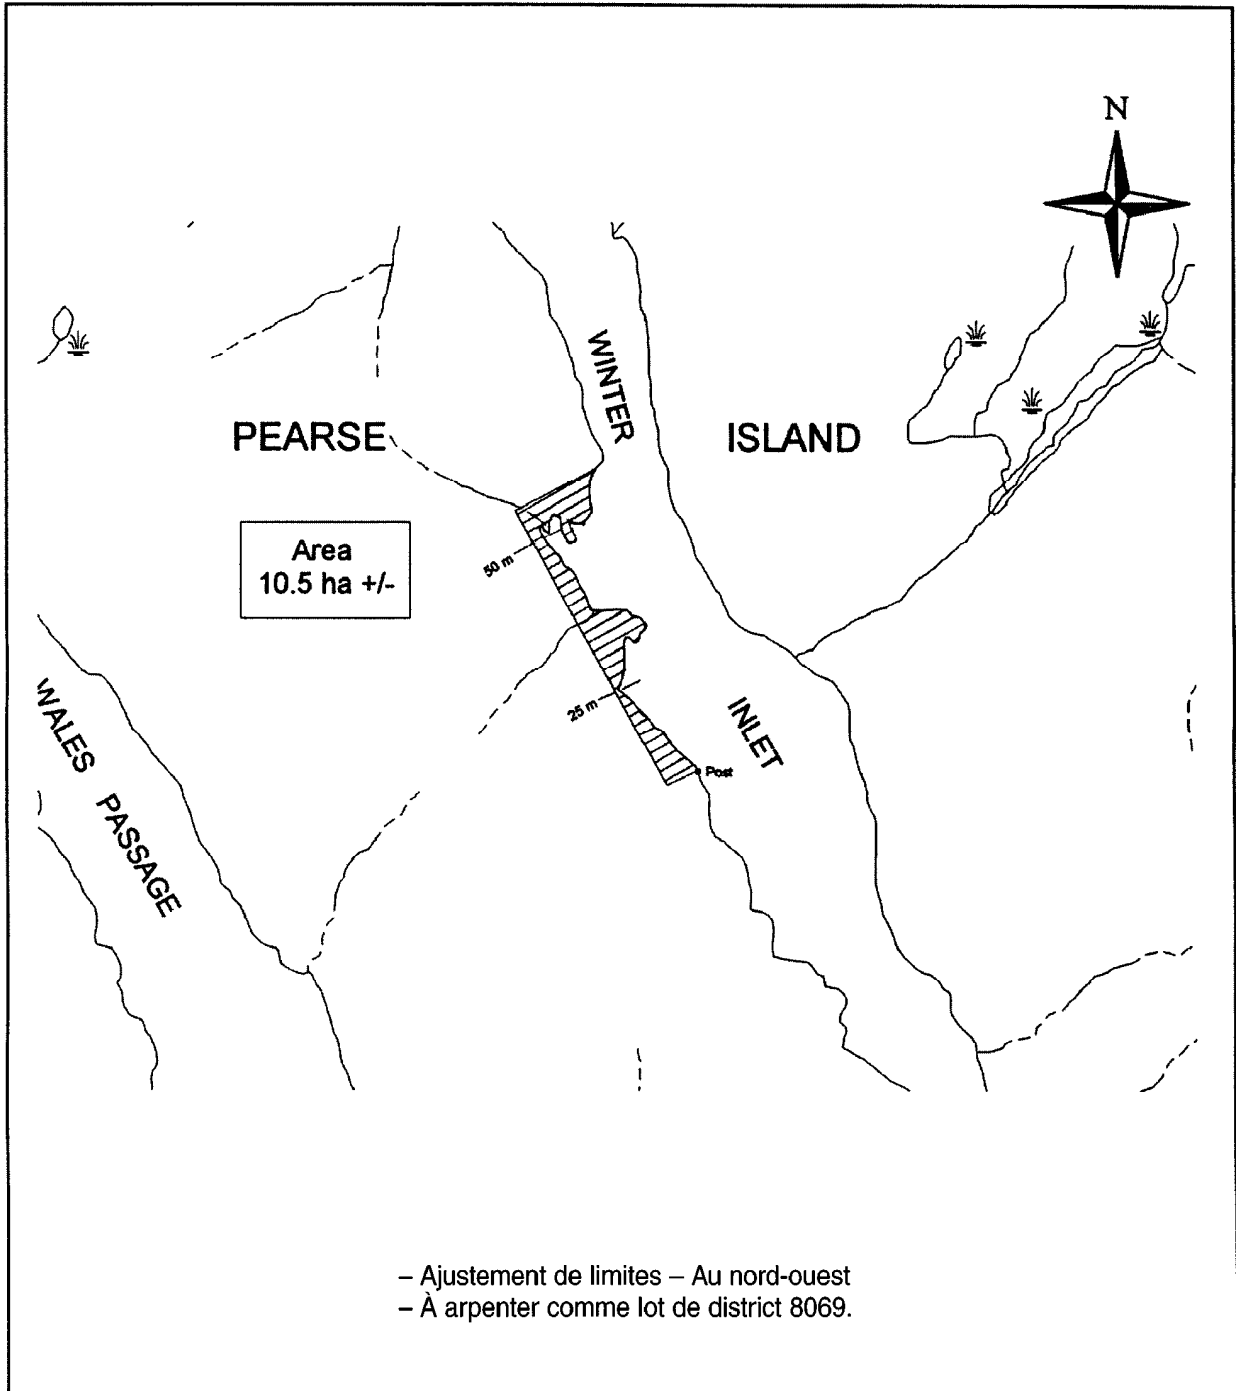 N
WINTER
PEARSE
ISLAND
Area
10.5 ha +/-
50 m
25 m
INLET
Post
WALES PASSAGE
– Ajustement de limites – Au nord-ouest
– À arpenter comme lot de district 8069.